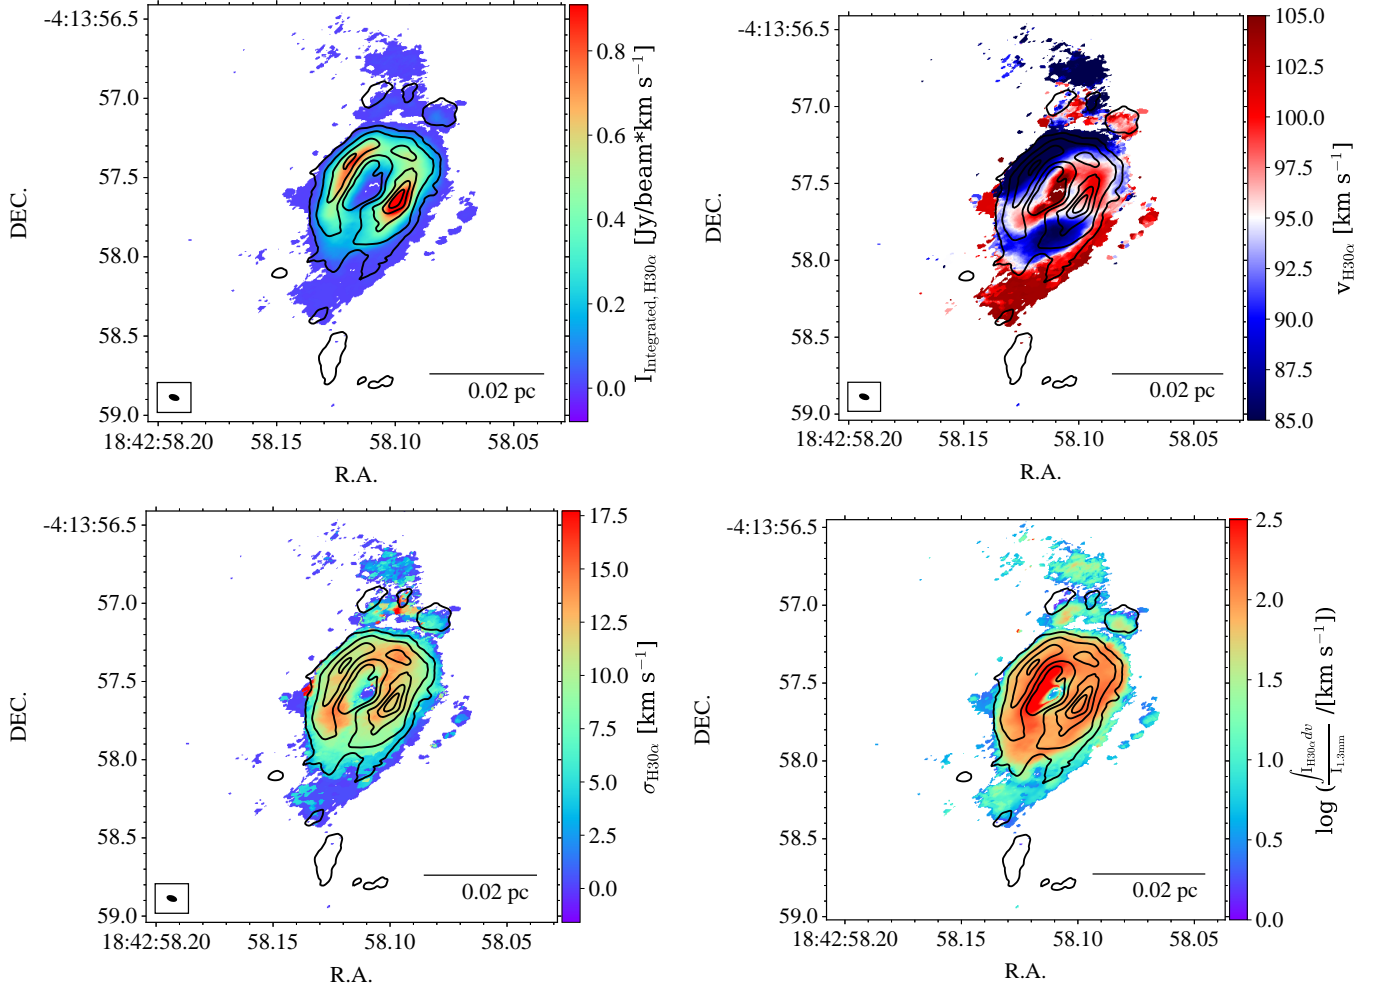 -4:13:56.5
57.0
57.5
58.0
58.5
59.0
DEC.
18:42:58.20 58.15 58.10 58.05
R.A.
0.02 pc
0.8
0.6
0.4
0.2
0.0
I_Integrated, H30α [Jy/beam*km s⁻¹]
-4:13:56.5
57.0
57.5
58.0
58.5
59.0
DEC.
18:42:58.20 58.15 58.10 58.05
R.A.
0.02 pc
105.0
102.5
100.0
97.5
95.0
92.5
90.0
87.5
85.0
v_H30α [km s⁻¹]
-4:13:56.5
57.0
57.5
58.0
58.5
59.0
DEC.
18:42:58.20 58.15 58.10 58.05
R.A.
0.02 pc
17.5
15.0
12.5
10.0
7.5
5.0
2.5
0.0
σ_H30α [km s⁻¹]
-4:13:56.5
57.0
57.5
58.0
58.5
59.0
DEC.
18:42:58.20 58.15 58.10 58.05
R.A.
0.02 pc
2.5
2.0
1.5
1.0
0.5
0.0
log (∫I_H30α dv / I_1.3mm /[km s⁻¹])